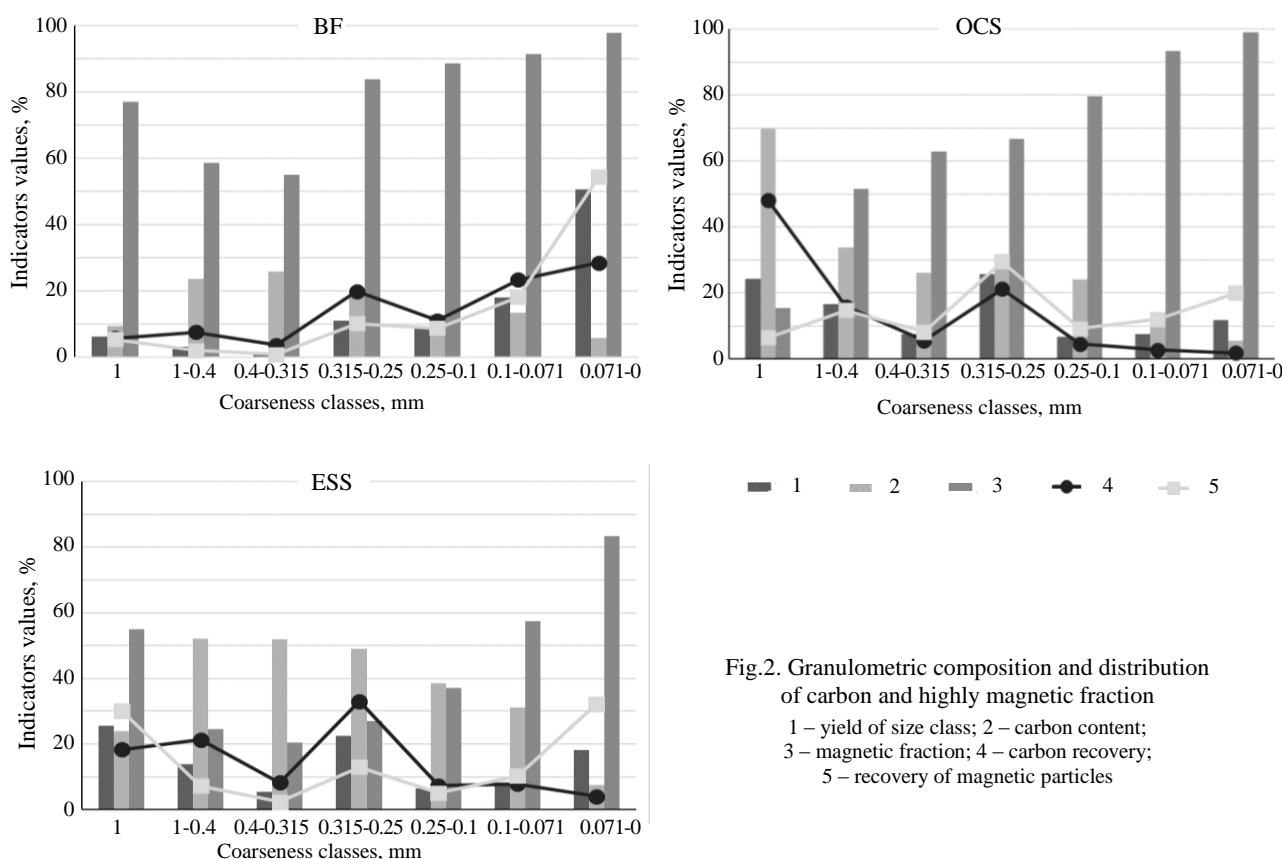 BF
Indicators values, %
100
80
60
40
20
0
1 1-0.4 0.4-0.315 0.315-0.25 0.25-0.1 0.1-0.071 0.071-0
Coarseness classes, mm
OCS
Indicators values, %
100
80
60
40
20
0
1 1-0.4 0.4-0.315 0.315-0.25 0.25-0.1 0.1-0.071 0.071-0
Coarseness classes, mm
ESS
Indicators values, %
100
80
60
40
20
0
1 1-0.4 0.4-0.315 0.315-0.25 0.25-0.1 0.1-0.071 0.071-0
Coarseness classes, mm
1 2 3 4 5
Fig.2. Granulometric composition and distribution
of carbon and highly magnetic fraction
1 – yield of size class; 2 – carbon content;
3 – magnetic fraction; 4 – carbon recovery;
5 – recovery of magnetic particles